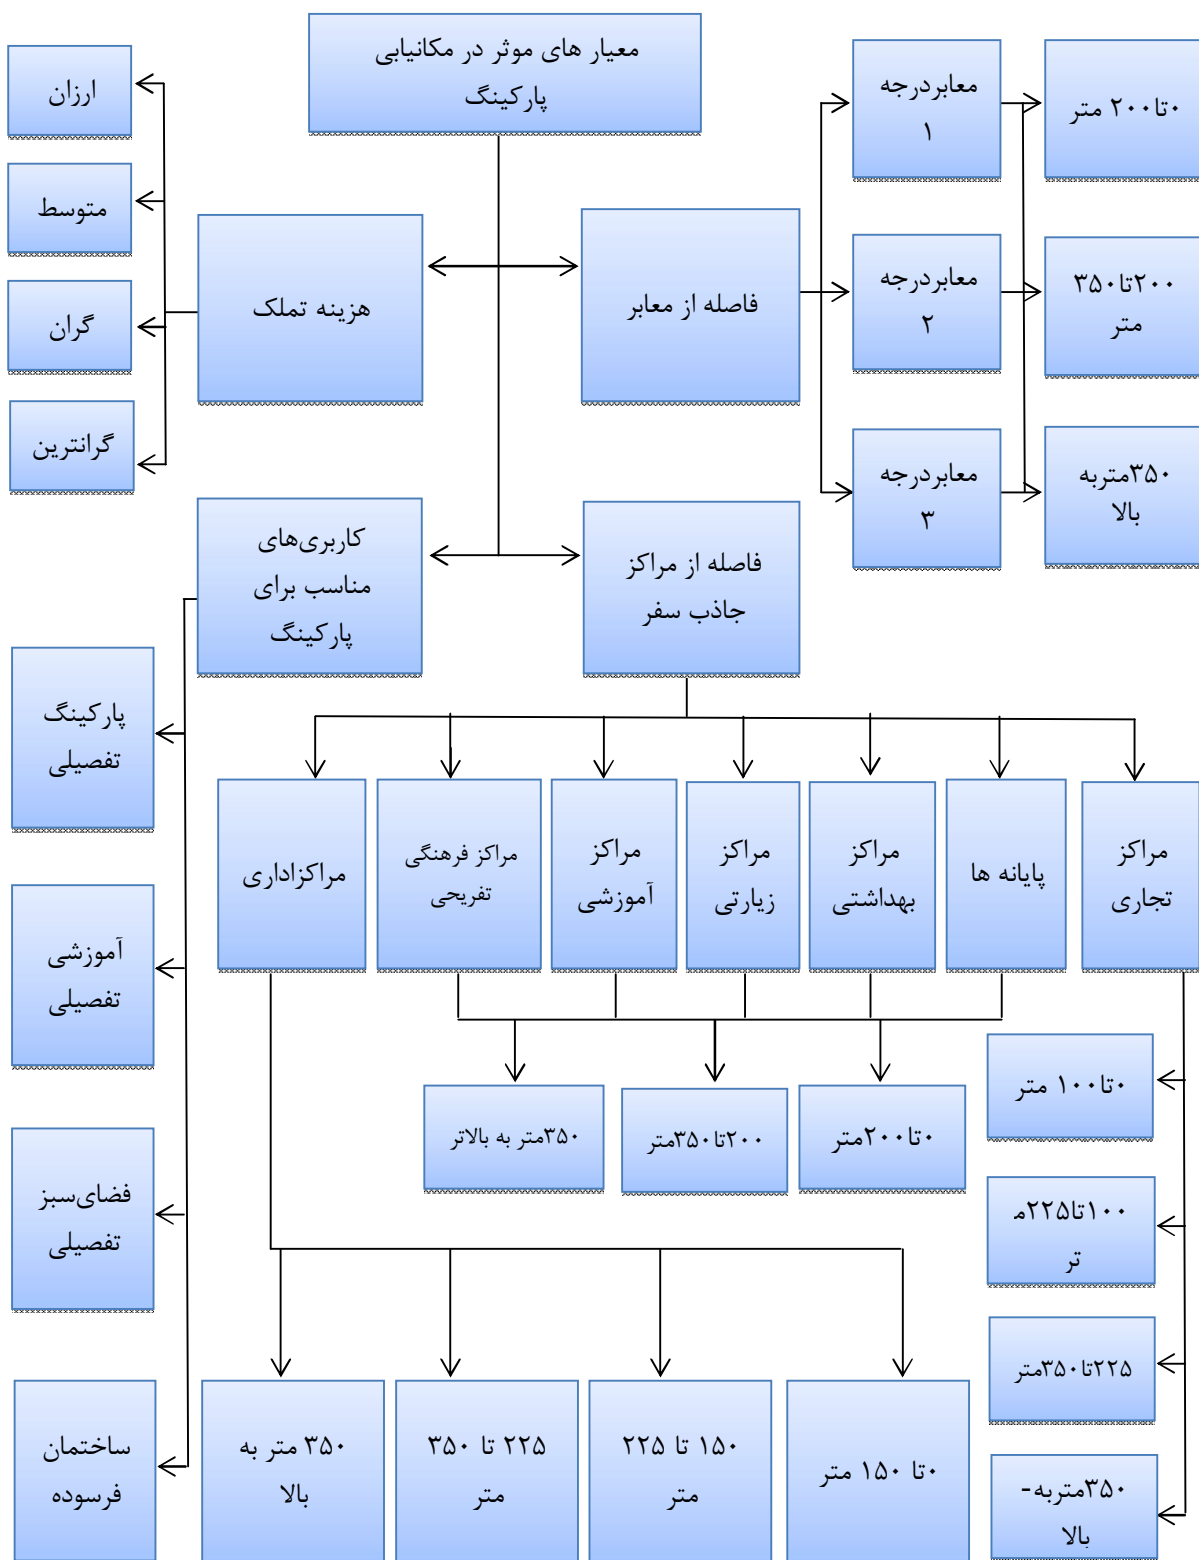 معیار های موثر در مکانیابی
پارکینگ
معابردرجه
۱
۰تا۲۰۰ متر
ارزان
متوسط
گران
گرانترین
هزینه تملک
فاصله از معابر
معابردرجه
۲
۲۰۰تا۳۵۰
متر
معابردرجه
۳
۳۵۰متربه
بالا
فاصله از مراکز
جاذب سفر
کاربری‌های
مناسب برای
پارکینگ
پارکینگ
تفصیلی
آموزشی
تفصیلی
فضای‌سبز
تفصیلی
ساختمان
فرسوده
مراکز
تجاری
پایانه ها
مراکز
بهداشتی
مراکز
زیارتی
مراکز
آموزشی
مراکز فرهنگی
تفریحی
مراکزاداری
۰تا۱۰۰ متر
۱۰۰تا۲۲۵م
تر
۲۲۵تا۳۵۰متر
۳۵۰متربه-
بالا
۰تا۲۰۰متر
۲۰۰تا۳۵۰متر
۳۵۰متر به بالاتر
۰تا ۱۵۰ متر
۱۵۰ تا ۲۲۵
متر
۲۲۵ تا ۳۵۰
متر
۳۵۰ متر به
بالا